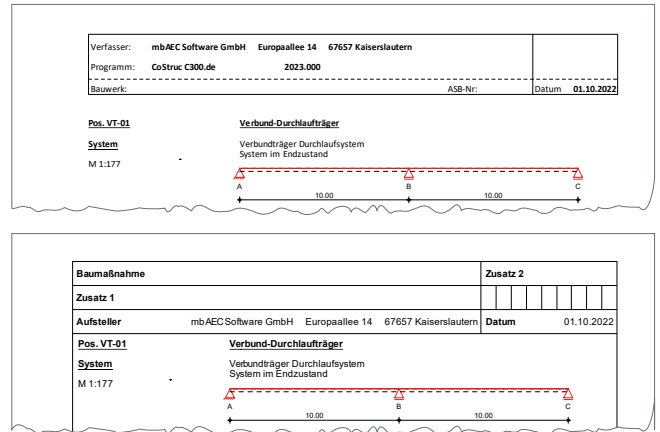 Verfasser: mbAEC Software GmbH Europaallee 14 67657 Kaiserslautern
Programm: CoStruc C300.de 2023.000
Bauwerk: ASB-Nr: Datum 01.10.2022
Pos. VT-01 Verbund-Durchlaufträger
System Verbundträger Durchlaufsystem
System im Endzustand
M 1:177
A B C
10.00 10.00
Baumaßnahme Zusatz 2
Zusatz 1
Aufsteller mbAEC Software GmbH Europaallee 14 67657 Kaiserslautern Datum 01.10.2022
Pos. VT-01 Verbund-Durchlaufträger
System Verbundträger Durchlaufsystem
System im Endzustand
M 1:177
A B C
10.00 10.00